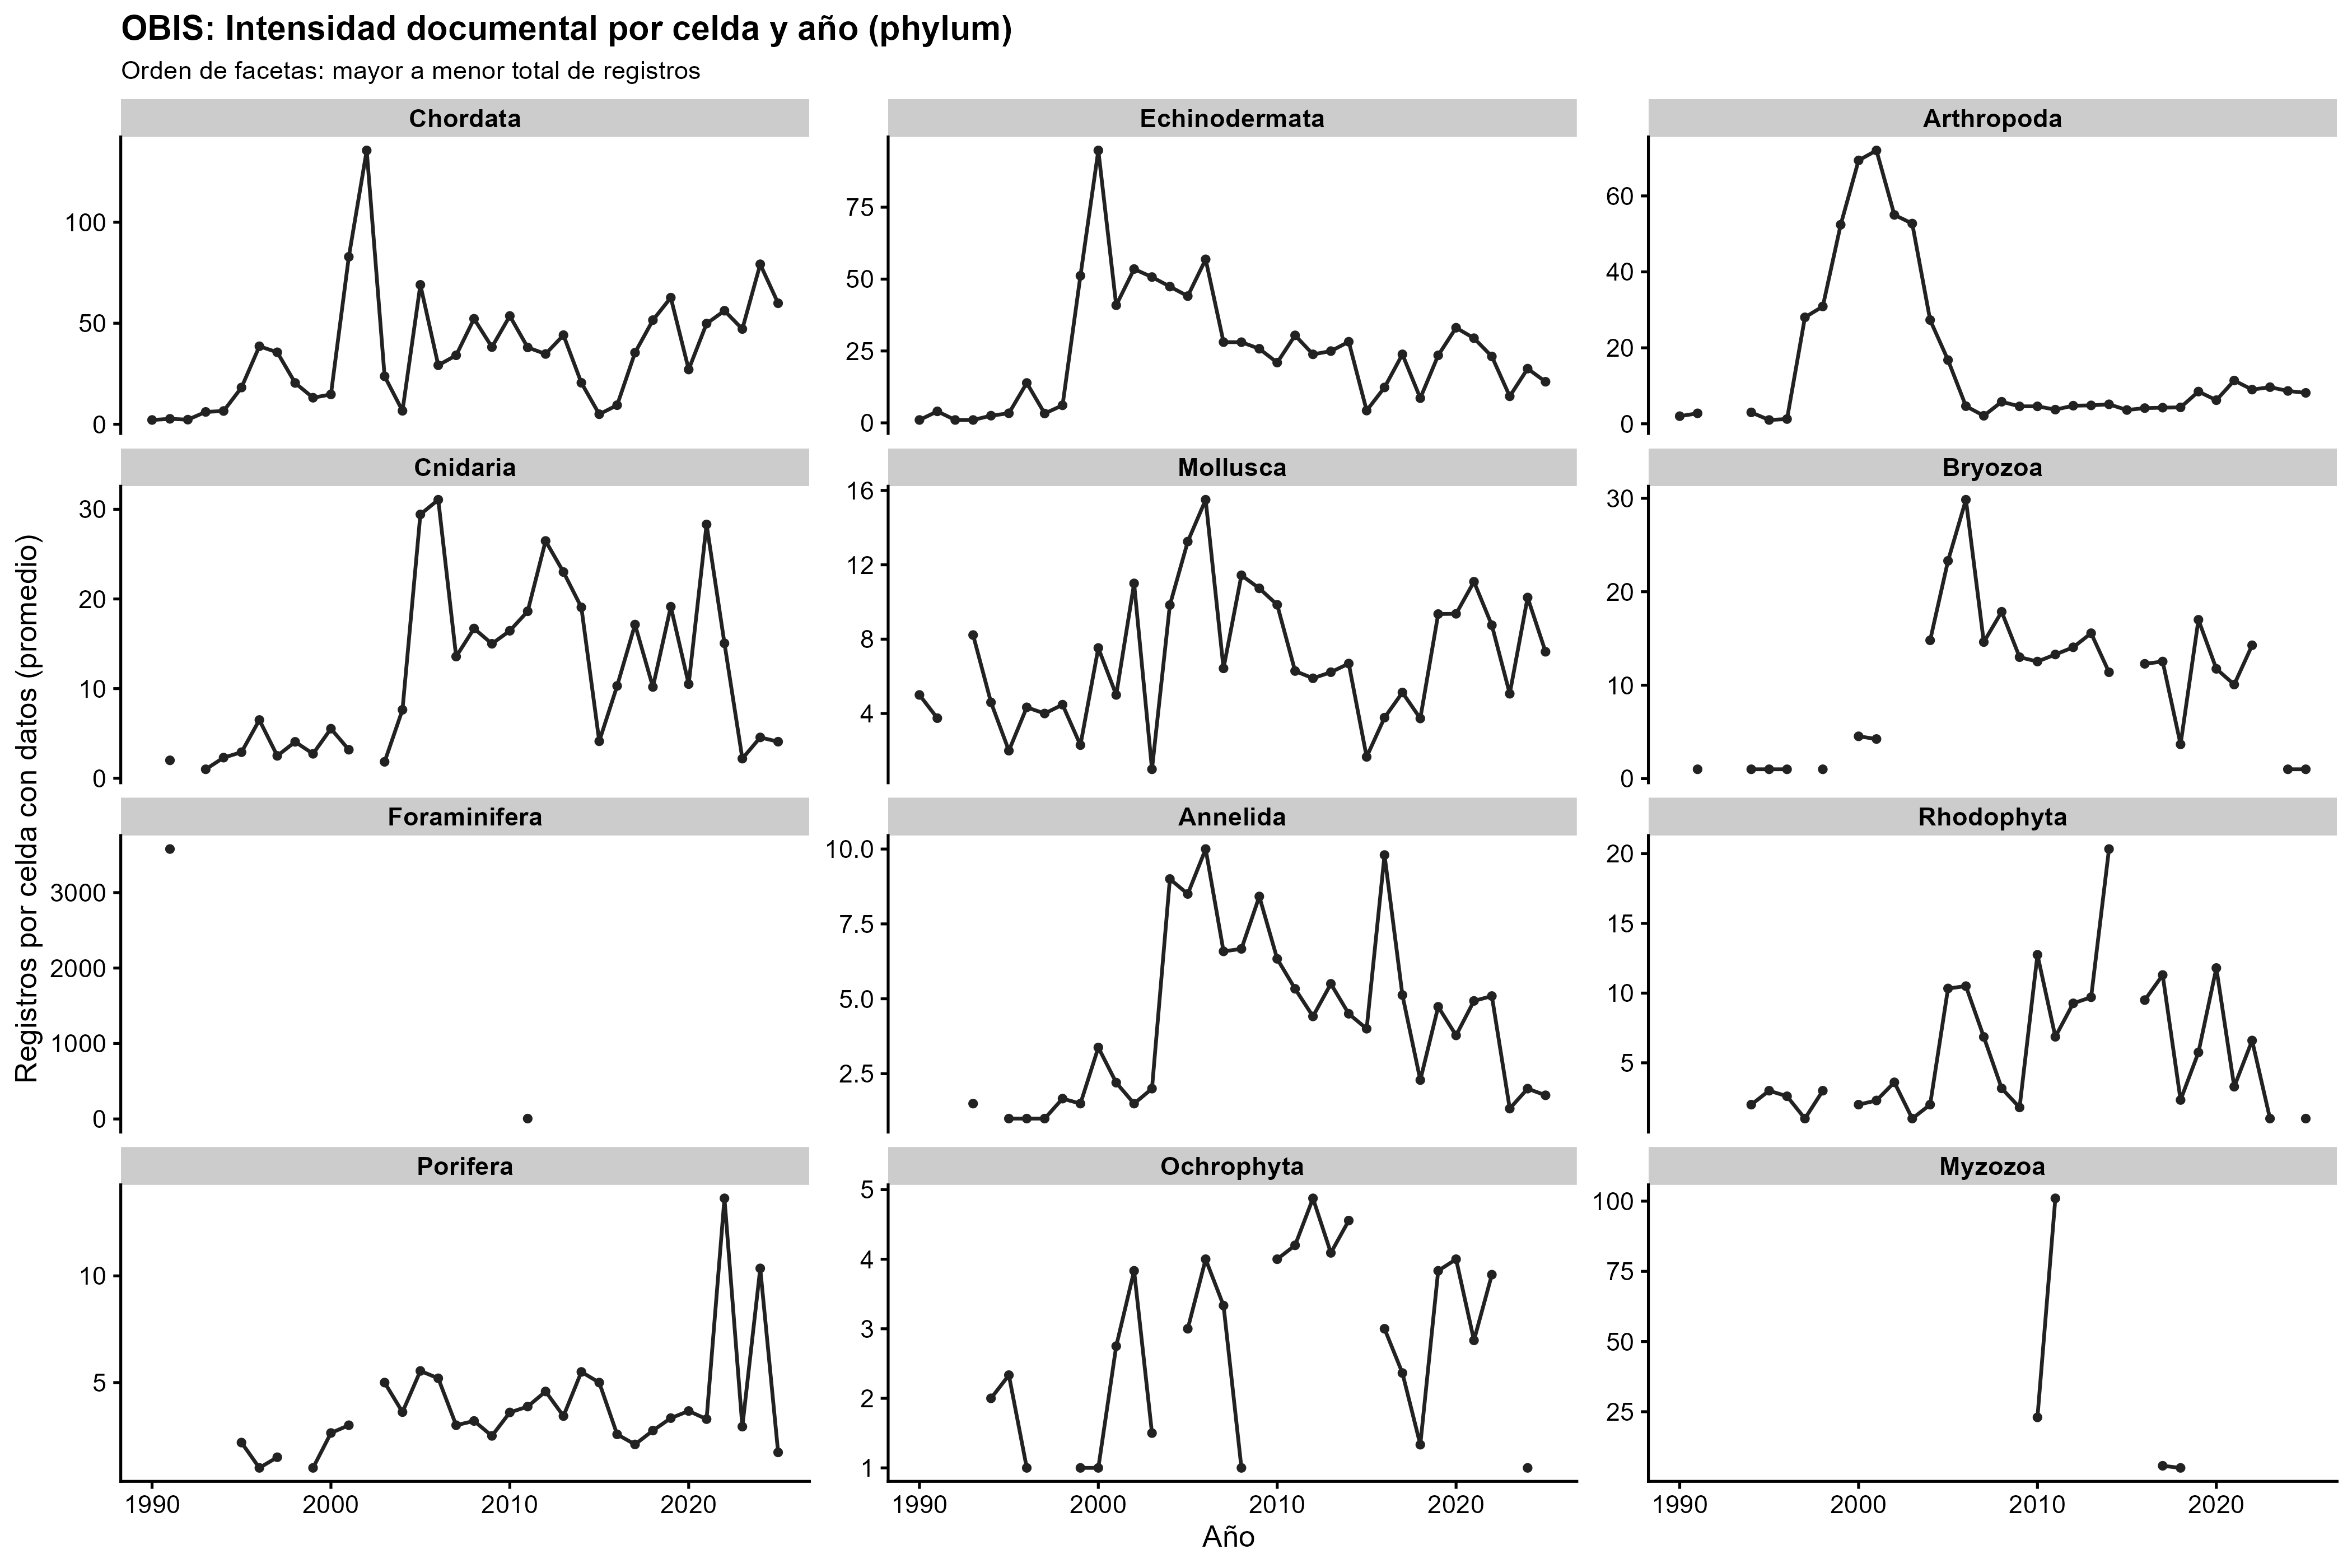 OBIS: Intensidad documental por celda y año (phylum)
Orden de facetas: mayor a menor total de registros
Chordata
Echinodermata
Arthropoda
100
50
0
75
50
25
0
60
40
20
0
Cnidaria
Mollusca
Bryozoa
30
20
10
0
16
12
8
4
30
20
10
0
Foraminifera
Annelida
Rhodophyta
3000
2000
1000
0
10.0
7.5
5.0
2.5
20
15
10
5
Porifera
Ochrophyta
Myzozoa
10
5
5
4
3
2
1
100
75
50
25
1990 2000 2010 2020
1990 2000 2010 2020
1990 2000 2010 2020
Año
Registros por celda con datos (promedio)